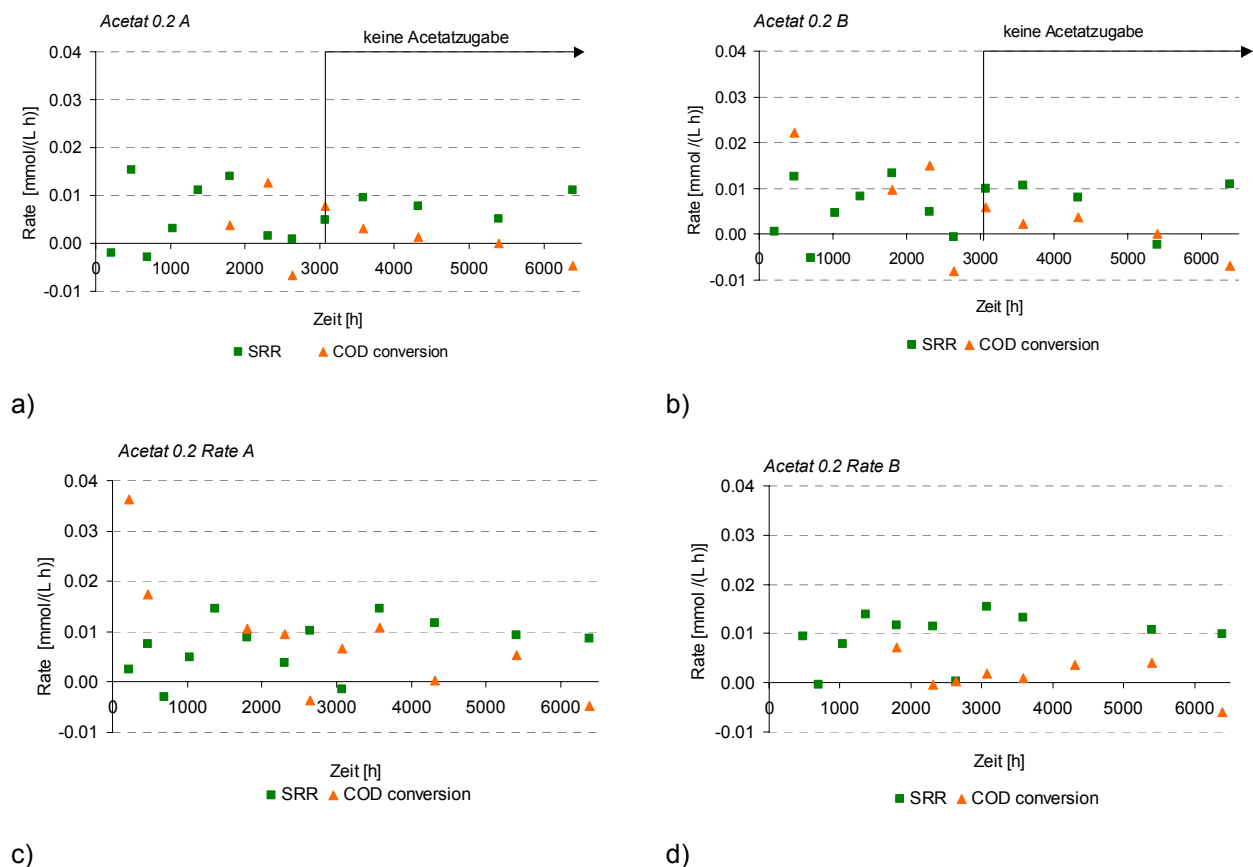 Acetat 0.2 A
keine Acetatzugabe
Rate [mmol/(L h)]
0.04
0.03
0.02
0.01
0.00
-0.01
0 1000 2000 3000 4000 5000 6000
Zeit [h]
SRR COD conversion
a)
Acetat 0.2 B
keine Acetatzugabe
Rate [mmol /(L h)]
0.04
0.03
0.02
0.01
0.00
-0.01
0 1000 2000 3000 4000 5000 6000
Zeit [h]
SRR COD conversion
b)
Acetat 0.2 Rate A
Rate [mmol/(L h)]
0.04
0.03
0.02
0.01
0.00
-0.01
0 1000 2000 3000 4000 5000 6000
Zeit [h]
SRR COD conversion
c)
Acetat 0.2 Rate B
Rate [mmol /(L h)]
0.04
0.03
0.02
0.01
0.00
-0.01
0 1000 2000 3000 4000 5000 6000
Zeit [h]
SRR COD conversion
d)